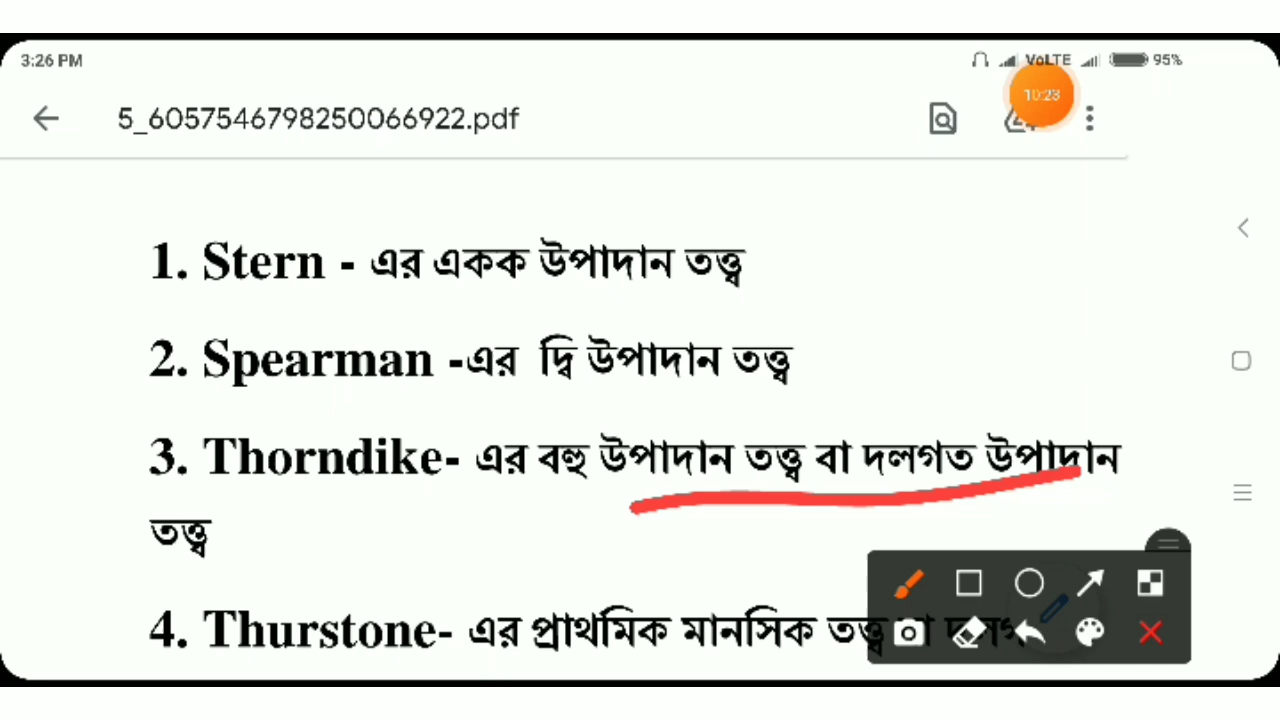 3:26 PM
VoLTE
95%
10:23
5_6057546798250066922.pdf
1. Stern - এর একক উপাদান তত্ত্ব
2. Spearman -এর দ্বি উপাদান তত্ত্ব
3. Thorndike- এর বহু উপাদান তত্ত্ব বা দলগত উপাদান
তত্ত্ব
4. Thurstone- এর প্রাথমিক মানসিক তত্ত্ব